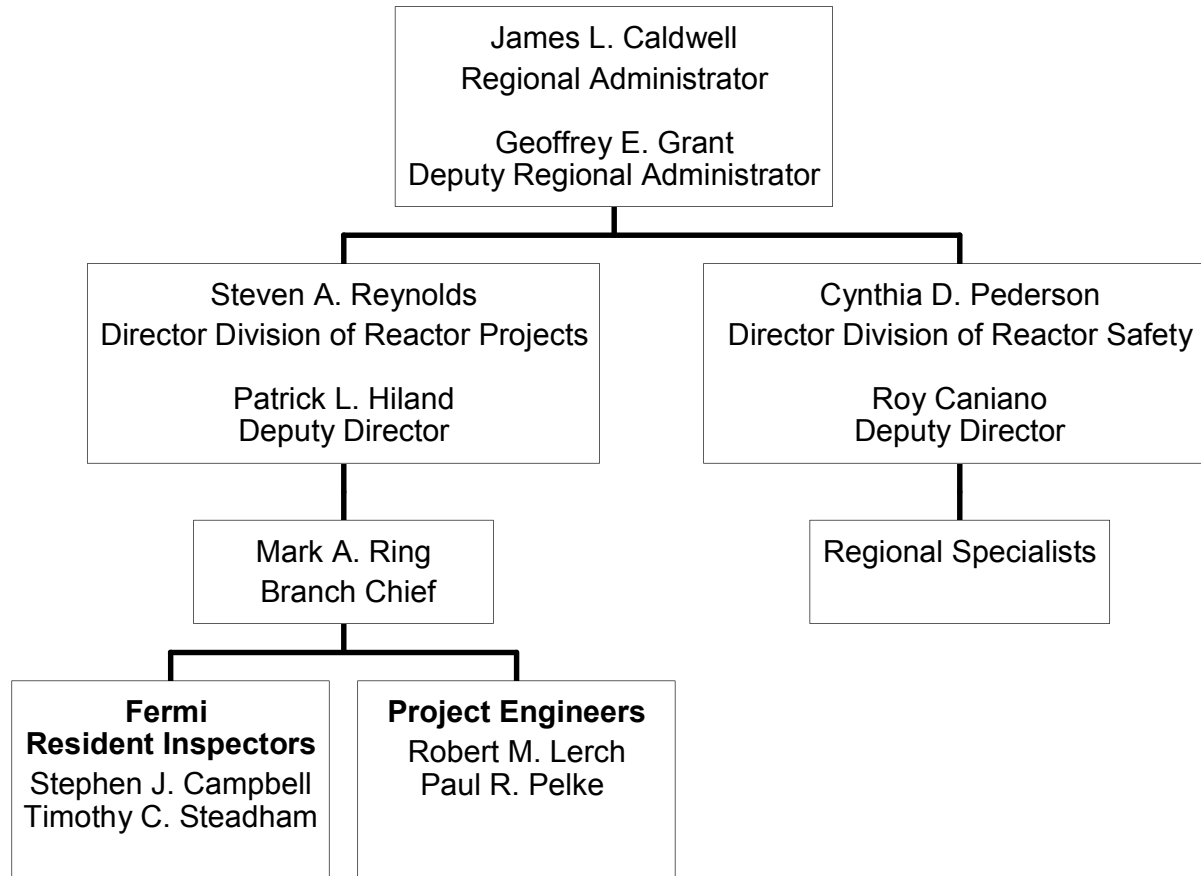 James L. Caldwell
Regional Administrator
Geoffrey E. Grant
Deputy Regional Administrator
Steven A. Reynolds
Director Division of Reactor Projects
Patrick L. Hiland
Deputy Director
Cynthia D. Pederson
Director Division of Reactor Safety
Roy Caniano
Deputy Director
Mark A. Ring
Branch Chief
Regional Specialists
Fermi
Resident Inspectors
Stephen J. Campbell
Timothy C. Steadham
Project Engineers
Robert M. Lerch
Paul R. Pelke